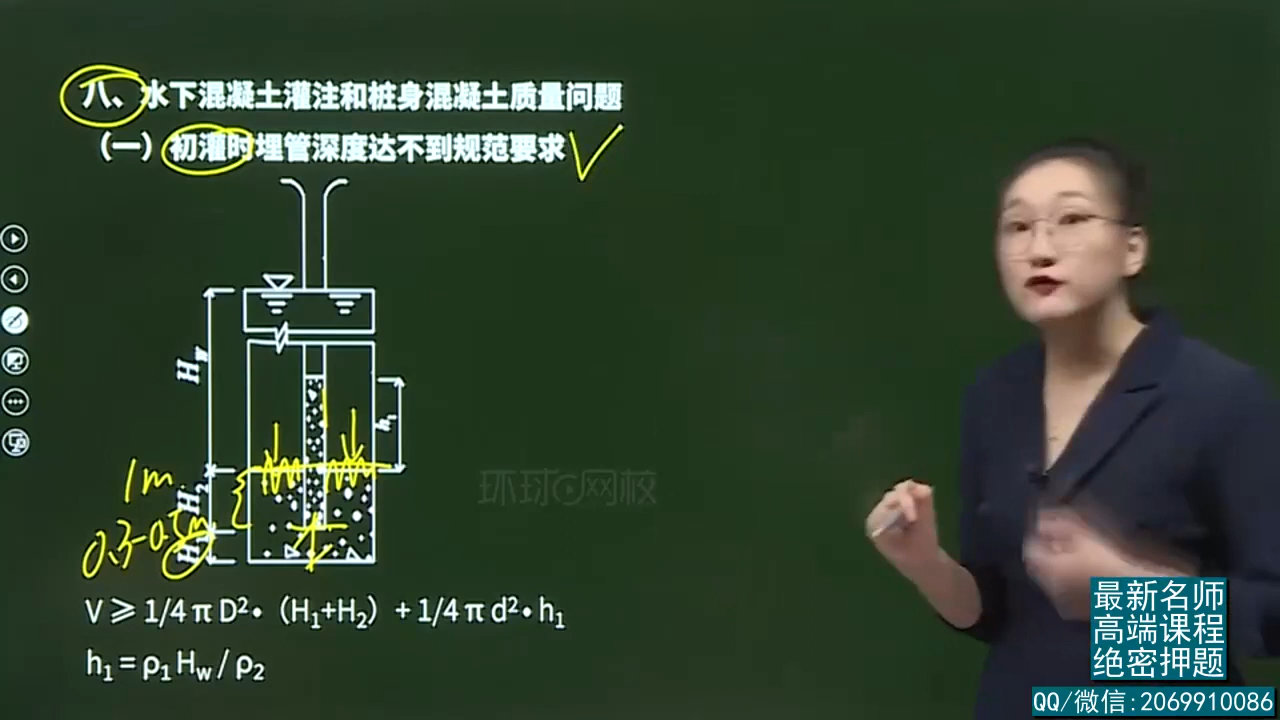 八、水下混凝土灌注和桩身混凝土质量问题
（一）初灌时埋管深度达不到规范要求
Hw
h₁
1m
H₂
0.3-0.5m
环球网校
V ≥ 1/4 π D²•（H₁+H₂）+ 1/4 π d²• h₁
h₁ = ρ₁ Hw / ρ₂
最新名师
高端课程
绝密押题
QQ/微信:2069910086